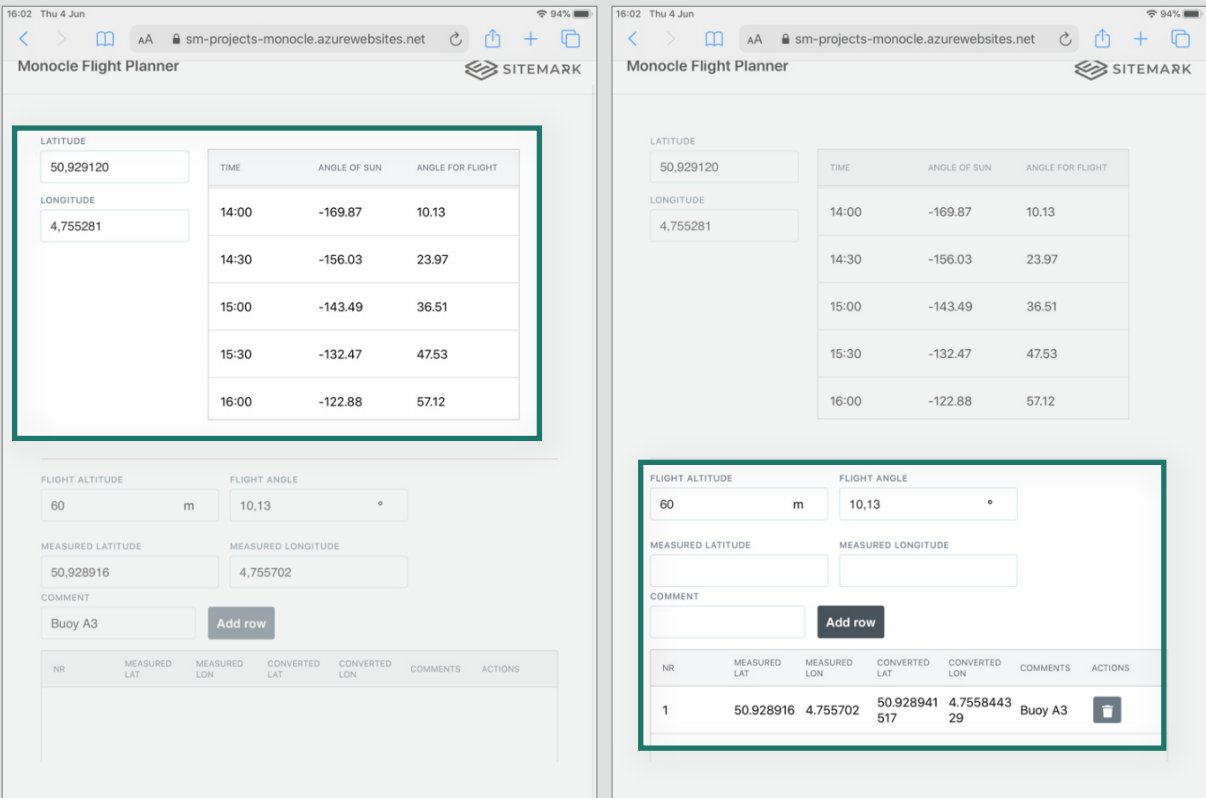 16:02 Thu 4 Jun
94%
AA sm-projects-monocle.azurewebsites.net
Monocle Flight Planner
SITEMARK
LATITUDE
50,929120
LONGITUDE
4,755281
TIME ANGLE OF SUN ANGLE FOR FLIGHT
14:00 -169.87 10.13
14:30 -156.03 23.97
15:00 -143.49 36.51
15:30 -132.47 47.53
16:00 -122.88 57.12
FLIGHT ALTITUDE FLIGHT ANGLE
60 m 10,13 °
MEASURED LATITUDE MEASURED LONGITUDE
50,928916 4,755702
COMMENT
Buoy A3 Add row
NR MEASURED LAT MEASURED LON CONVERTED LAT CONVERTED LON COMMENTS ACTIONS
16:02 Thu 4 Jun
94%
AA sm-projects-monocle.azurewebsites.net
Monocle Flight Planner
SITEMARK
LATITUDE
50,929120
LONGITUDE
4,755281
TIME ANGLE OF SUN ANGLE FOR FLIGHT
14:00 -169.87 10.13
14:30 -156.03 23.97
15:00 -143.49 36.51
15:30 -132.47 47.53
16:00 -122.88 57.12
FLIGHT ALTITUDE FLIGHT ANGLE
60 m 10,13 °
MEASURED LATITUDE MEASURED LONGITUDE
COMMENT
Add row
NR MEASURED LAT MEASURED LON CONVERTED LAT CONVERTED LON COMMENTS ACTIONS
1 50.928916 4.755702 50.928941517 4.755844329 Buoy A3